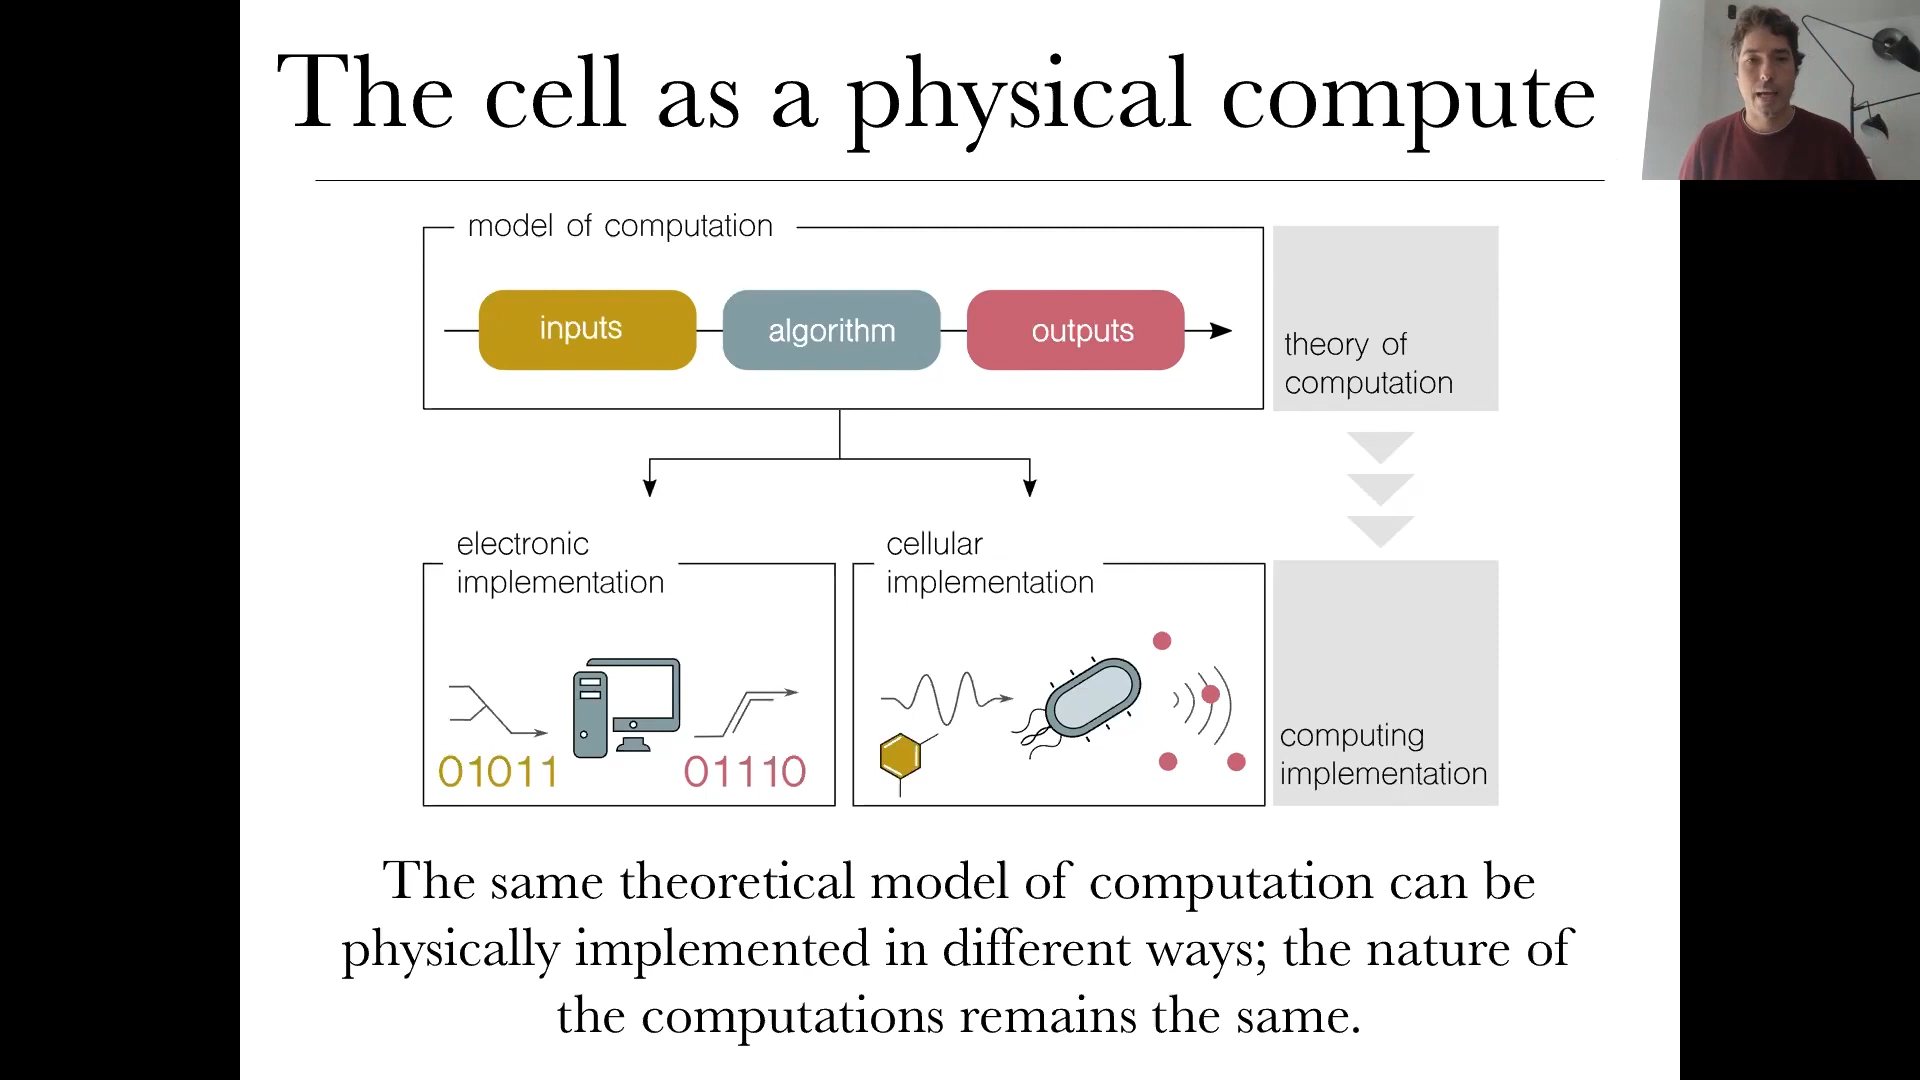 The cell as a physical compute
model of computation
inputs
algorithm
outputs
theory of
computation
electronic
implementation
01011
01110
cellular
implementation
computing
implementation
The same theoretical model of computation can be
physically implemented in different ways; the nature of
the computations remains the same.